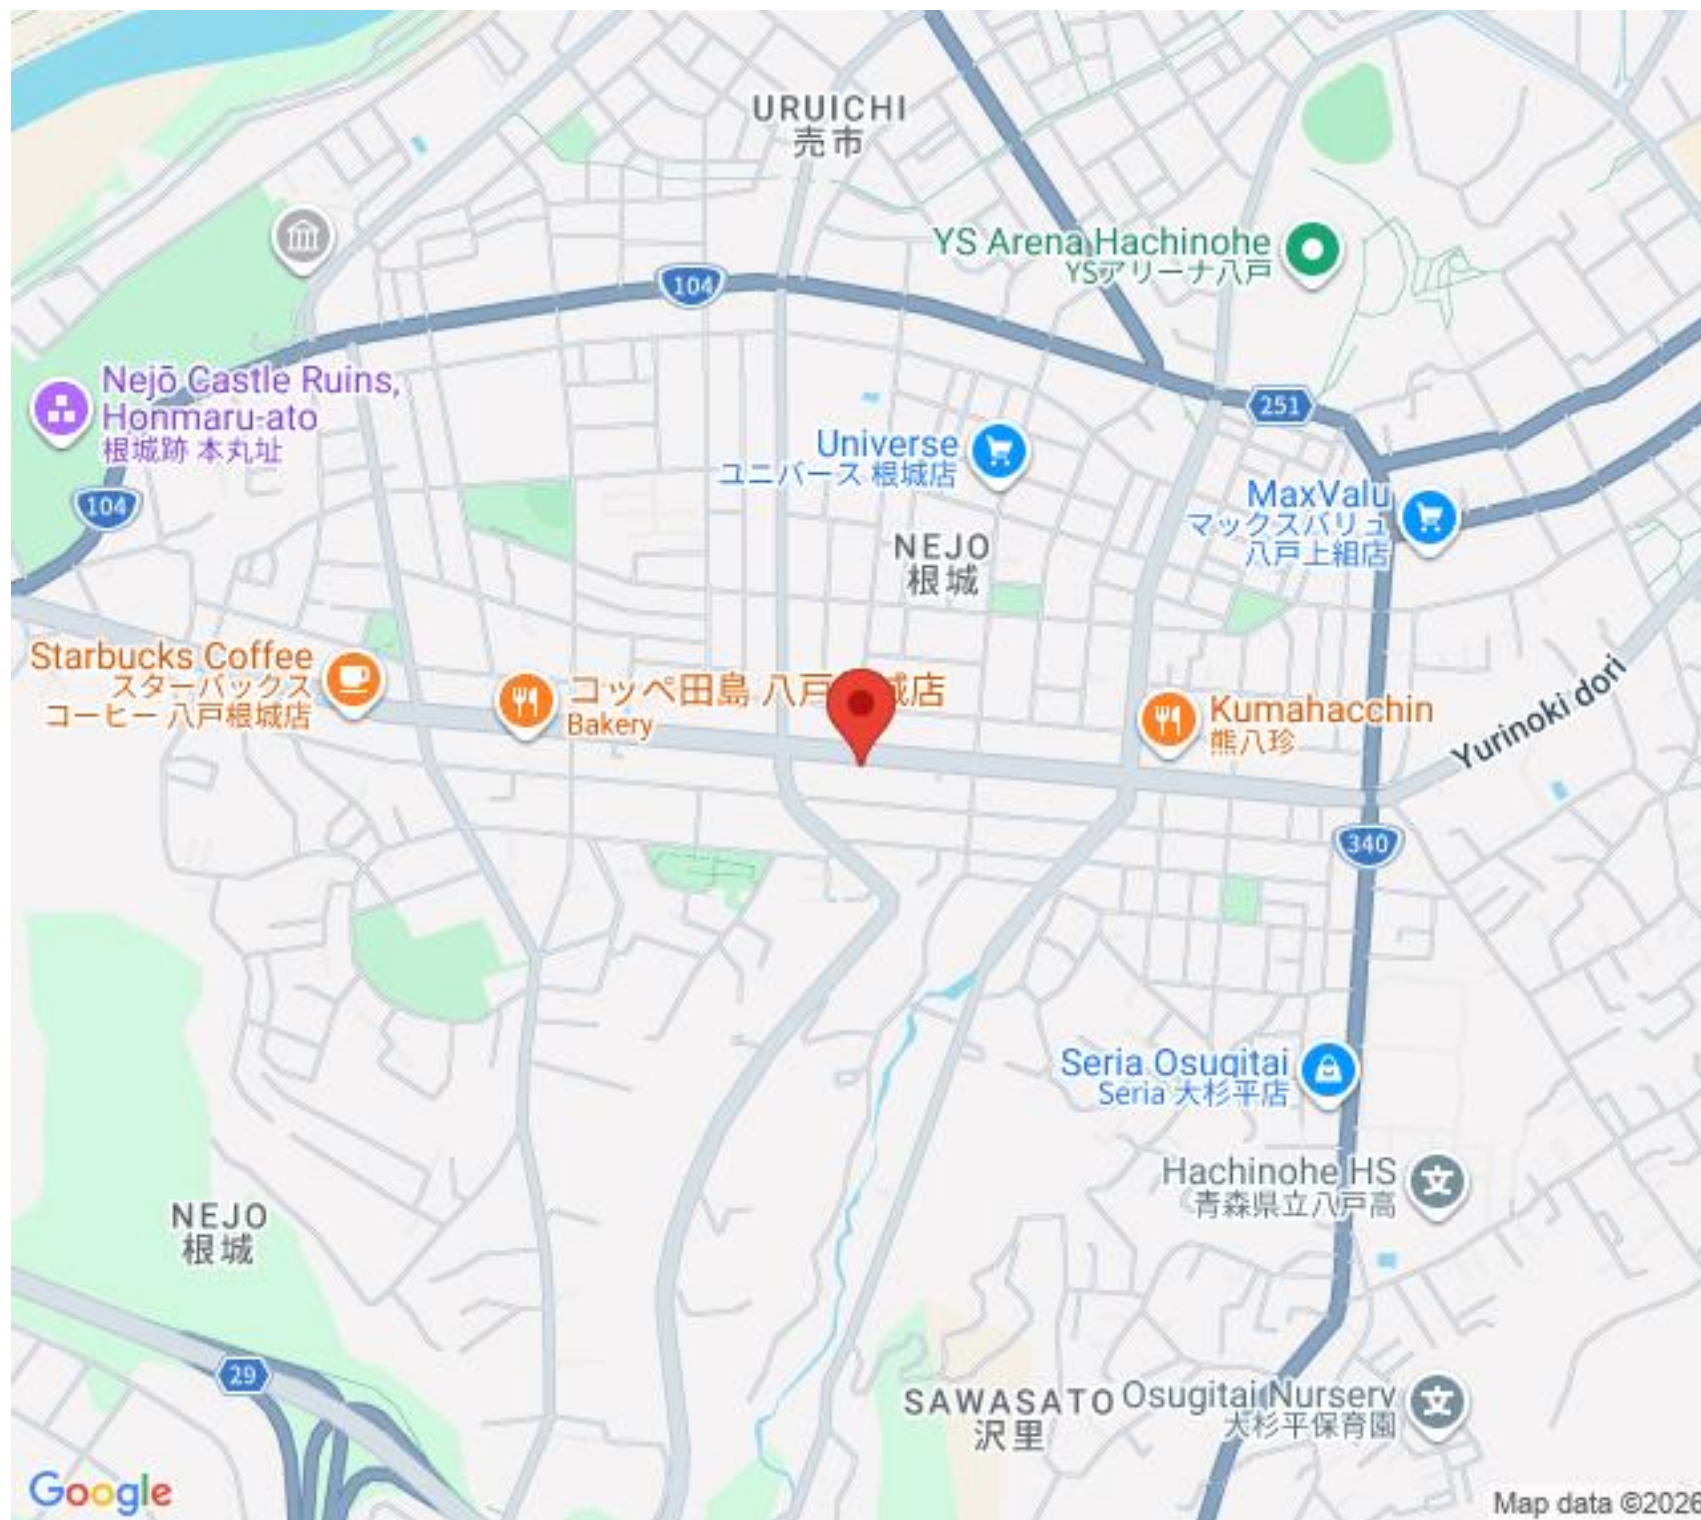 URUICHI
売市
YS Arena Hachinohe
YSアリーナ八戸
104
Nejō Castle Ruins,
Honmaru-ato
根城跡 本丸址
251
Universe
ユニバース 根城店
MaxValu
マックスバリュ
八戸上組店
104
NEJO
根城
Starbucks Coffee
スターバックス
コーヒー 八戸根城店
コッペ田島 八戸 城店
Bakery
Kumahacchin
熊八珍
Yurinoki dori
340
Seria Osugitai
Seria 大杉平店
Hachinohe HS
青森県立八戸高
NEJO
根城
29
SAWASATO
沢里
Osugitai Nursery
大杉平保育園
Google
Map data ©2026